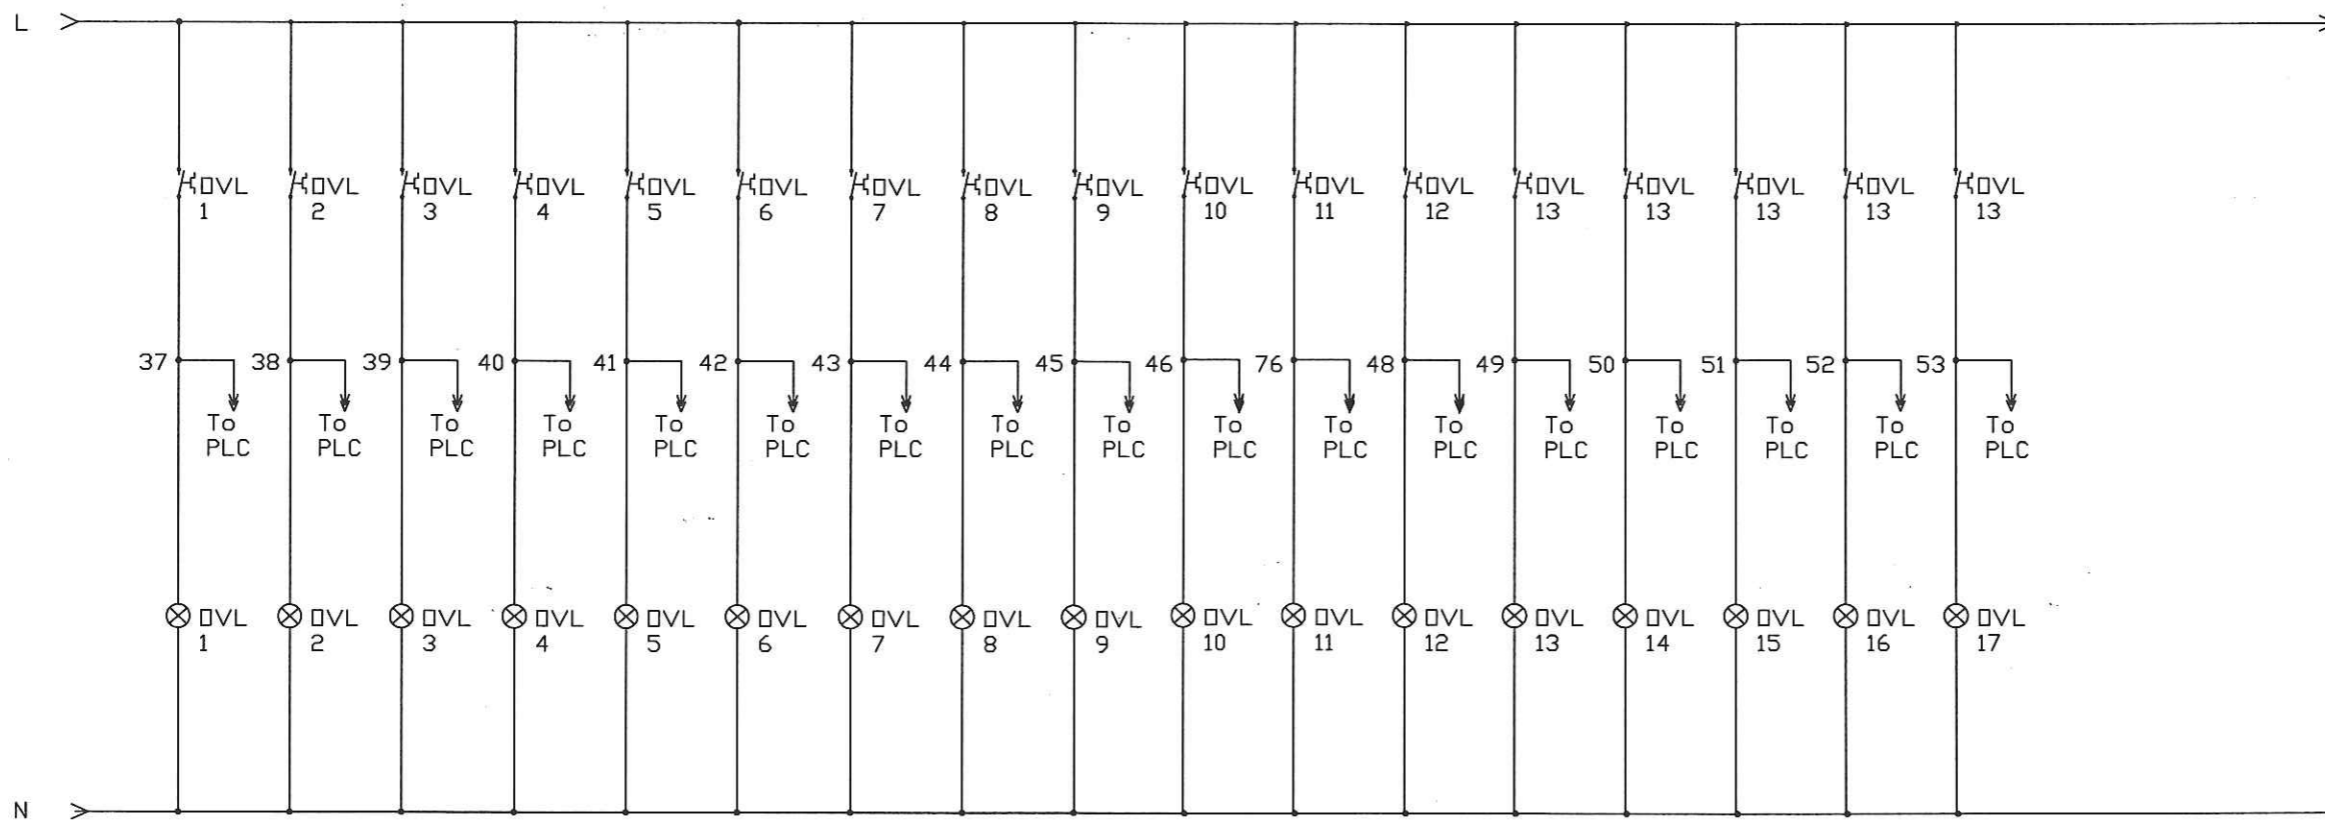 L
OVL OVL OVL OVL OVL OVL OVL OVL OVL OVL OVL OVL OVL OVL OVL OVL OVL
1 2 3 4 5 6 7 8 9 10 11 12 13 13 13 13 13
37 38 39 40 41 42 43 44 45 46 76 48 49 50 51 52 53
To To To To To To To To To To To To To To To To To
PLC PLC PLC PLC PLC PLC PLC PLC PLC PLC PLC PLC PLC PLC PLC PLC PLC
OVL OVL OVL OVL OVL OVL OVL OVL OVL OVL OVL OVL OVL OVL OVL OVL OVL
1 2 3 4 5 6 7 8 9 10 11 12 13 14 15 16 17
N